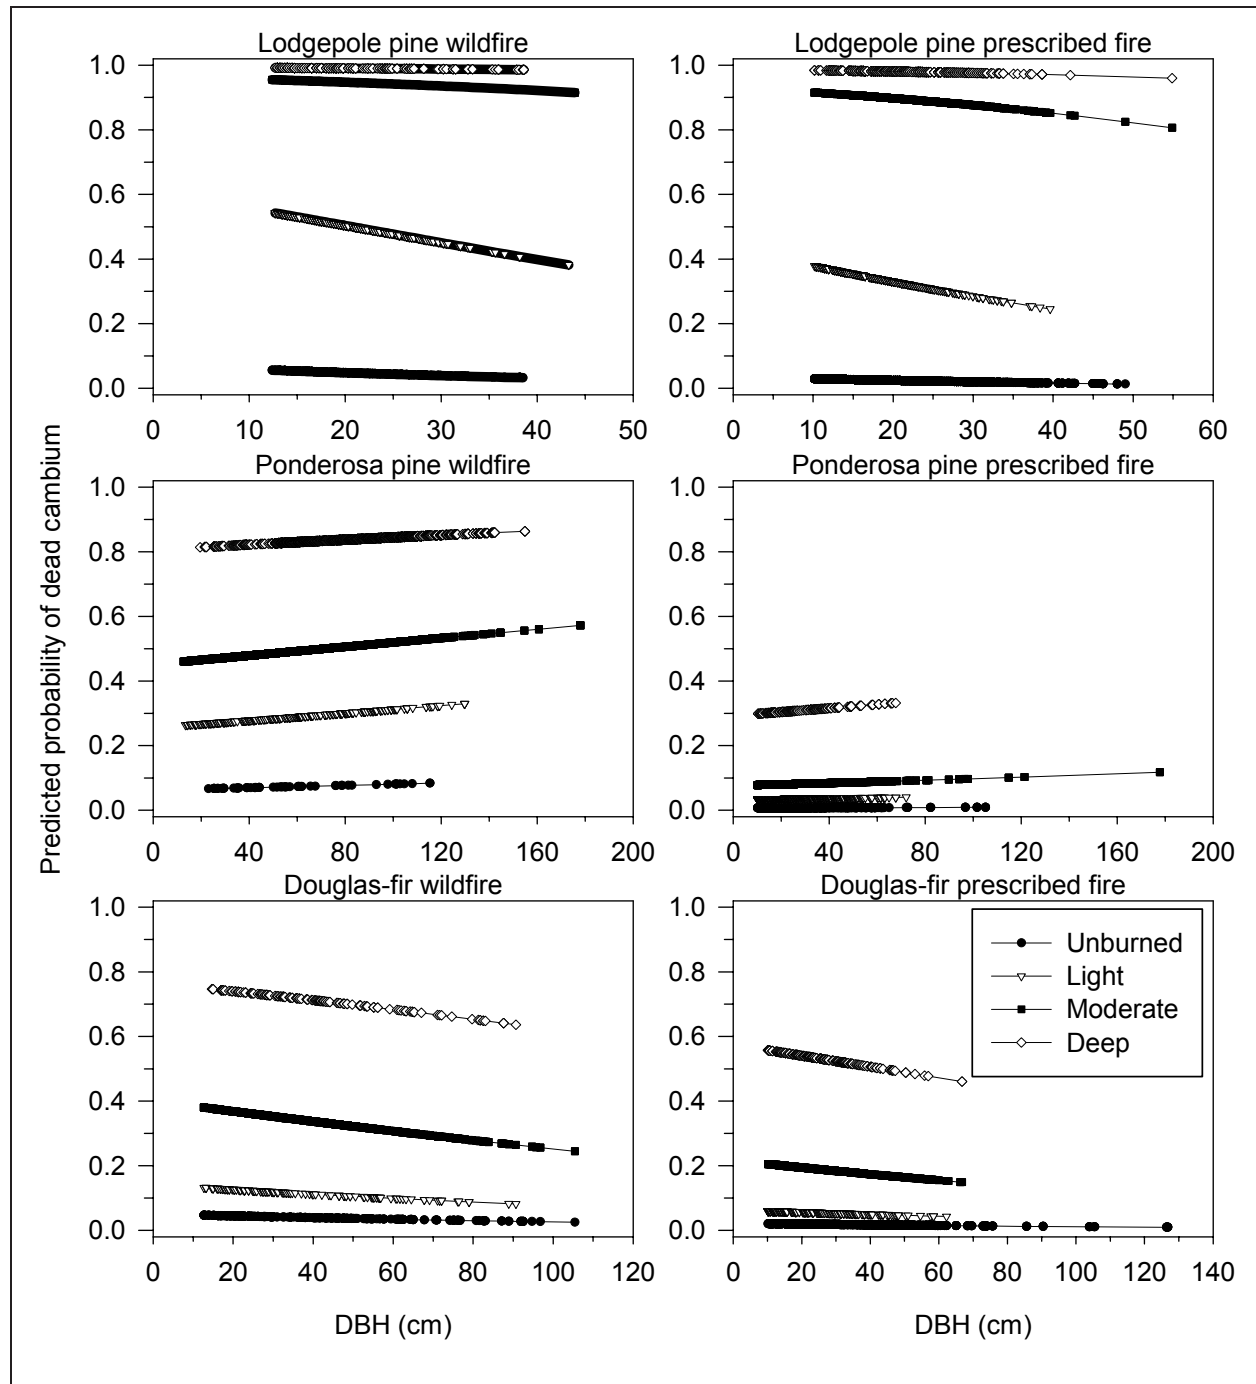 Lodgepole pine wildfire
Lodgepole pine prescribed fire
1.0
0.8
0.6
0.4
0.2
0.0
0 10 20 30 40 50
1.0
0.8
0.6
0.4
0.2
0.0
0 10 20 30 40 50 60
Predicted probability of dead cambium
Ponderosa pine wildfire
Ponderosa pine prescribed fire
1.0
0.8
0.6
0.4
0.2
0.0
0 40 80 120 160 200
1.0
0.8
0.6
0.4
0.2
0.0
0 40 80 120 160 200
Douglas-fir wildfire
Douglas-fir prescribed fire
1.0
0.8
0.6
0.4
0.2
0.0
0 20 40 60 80 100 120
1.0
0.8
0.6
0.4
0.2
0.0
0 20 40 60 80 100 120 140
Unburned
Light
Moderate
Deep
DBH (cm)
DBH (cm)